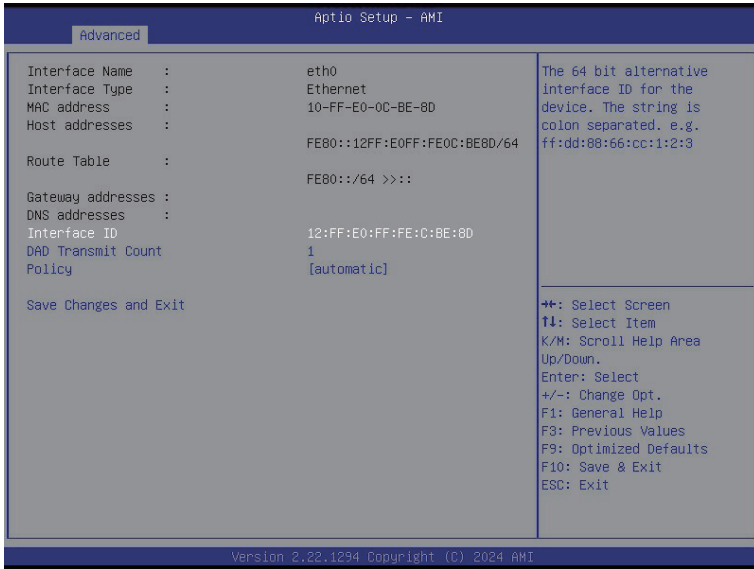 Aptio Setup – AMI
Advanced
Interface Name : eth0
Interface Type : Ethernet
MAC address : 10-FF-E0-0C-BE-8D
Host addresses :
FE80::12FF:E0FF:FE0C:BE8D/64
Route Table :
FE80::/64 >>::
Gateway addresses :
DNS addresses :
Interface ID 12:FF:E0:FF:FE:C:BE:8D
DAD Transmit Count 1
Policy [automatic]
Save Changes and Exit
The 64 bit alternative
interface ID for the
device. The string is
colon separated. e.g.
ff:dd:88:66:cc:1:2:3
→←: Select Screen
↑↓: Select Item
K/M: Scroll Help Area
Up/Down.
Enter: Select
+/-: Change Opt.
F1: General Help
F3: Previous Values
F9: Optimized Defaults
F10: Save & Exit
ESC: Exit
Version 2.22.1294 Copyright (C) 2024 AMI